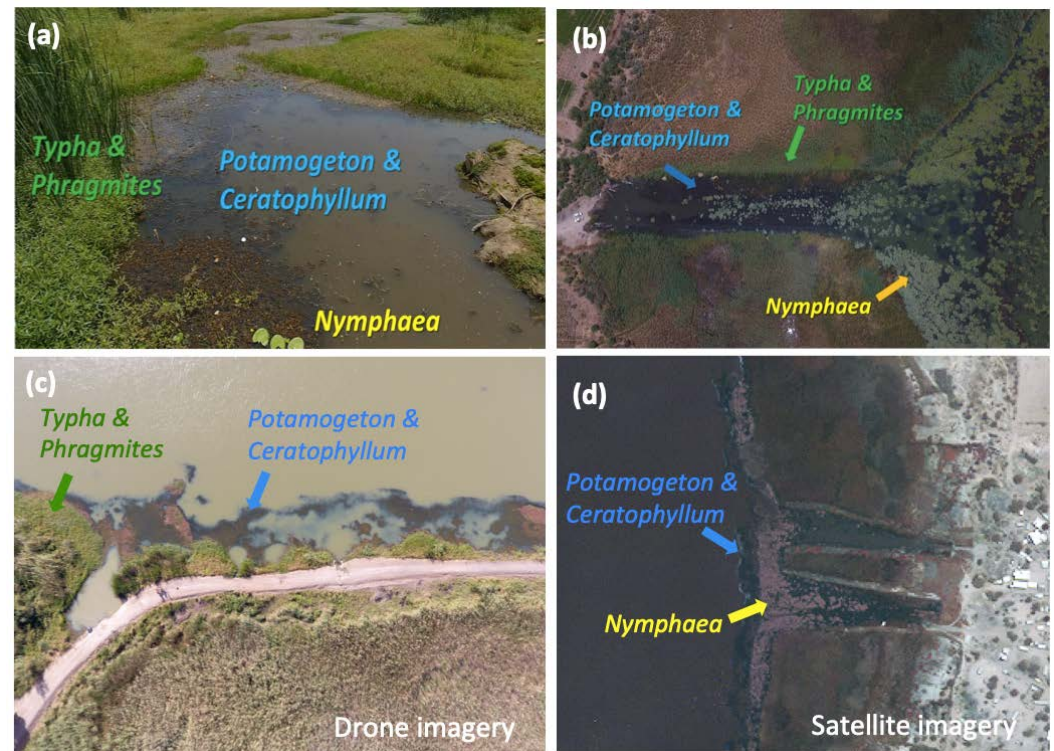 (a)
Typha &
Phragmites
Potamogeton &
Ceratophyllum
Nymphaea
(b)
Potamogeton &
Ceratophyllum
Typha &
Phragmites
Nymphaea
(c)
Typha &
Phragmites
Potamogeton &
Ceratophyllum
Drone imagery
(d)
Potamogeton &
Ceratophyllum
Nymphaea
Satellite imagery